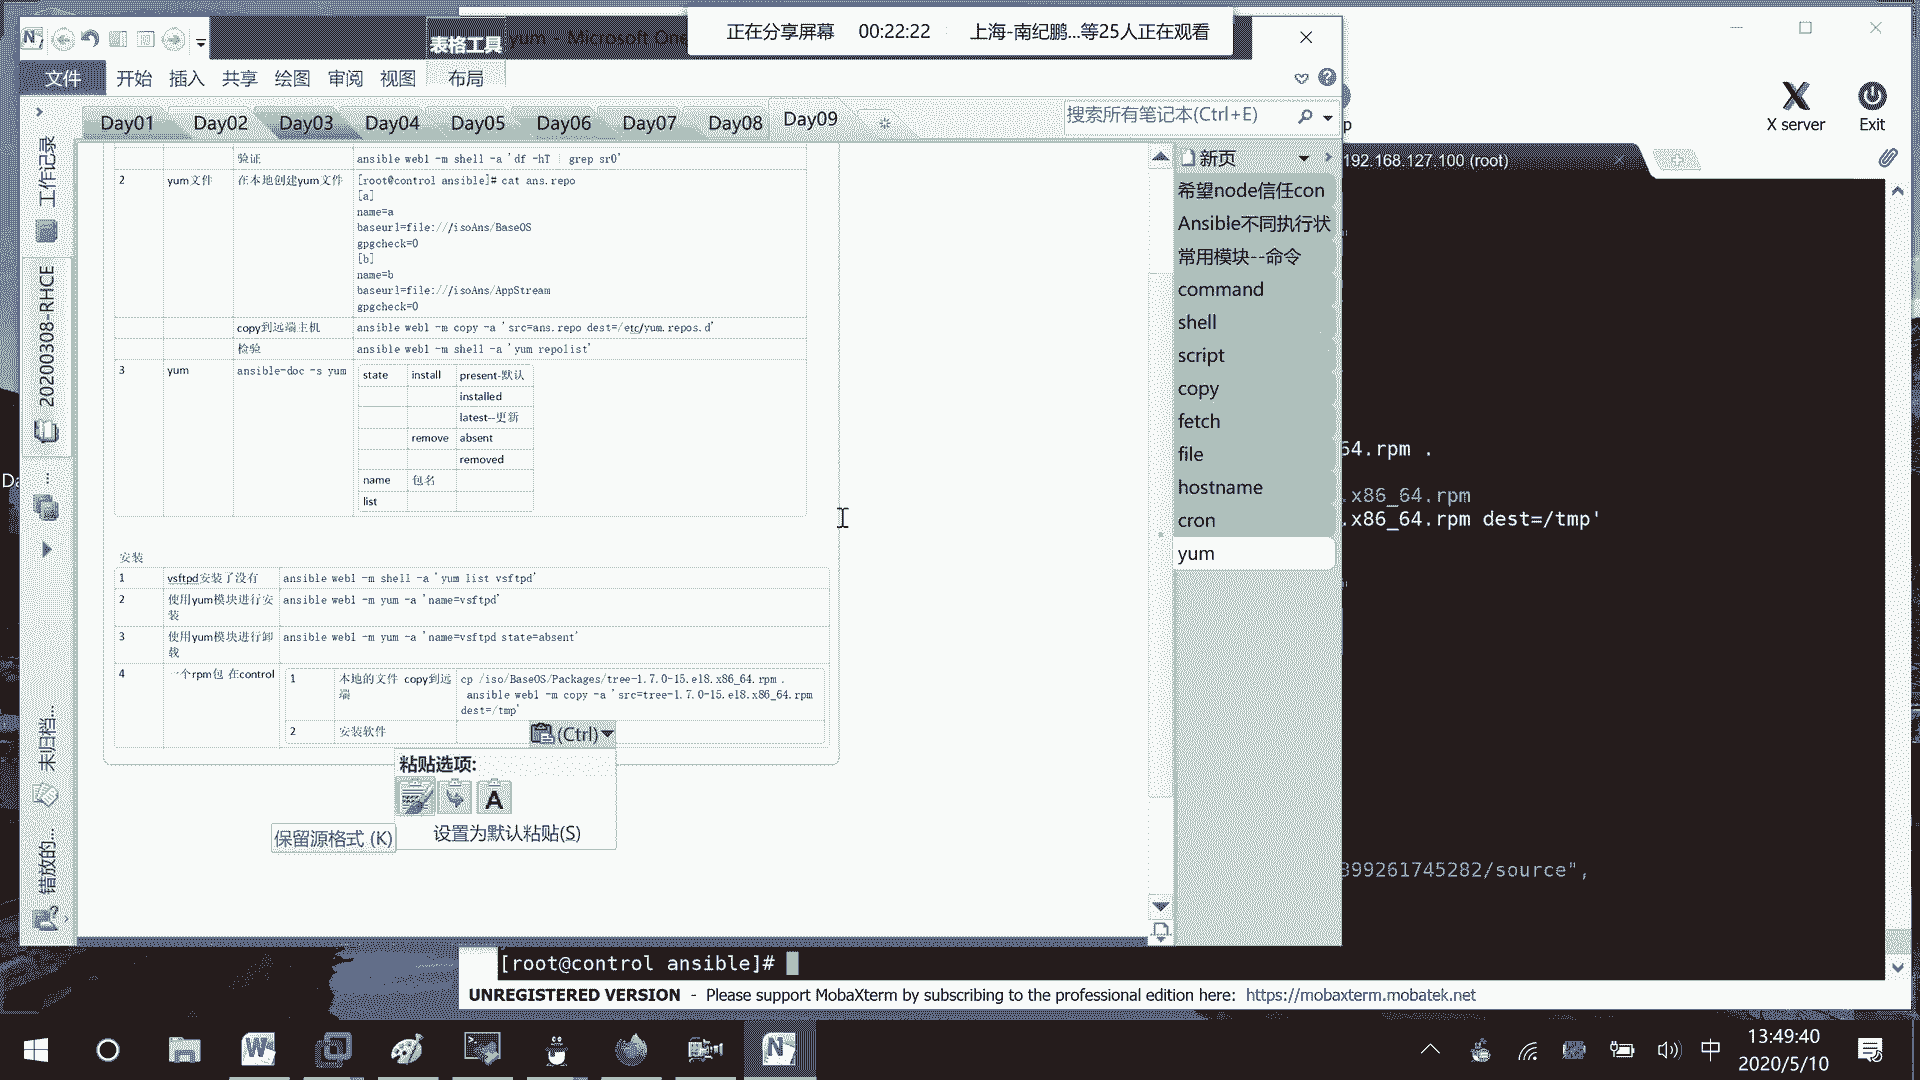 正在分享屏幕 00:22:22 上海-南纪鹏...等25人正在观看
表格工具 yum - Microsoft One
文件 开始 插入 共享 绘图 审阅 视图 布局
Day01 Day02 Day03 Day04 Day05 Day06 Day07 Day08 Day09
搜索所有笔记本(Ctrl+E)
X server Exit
192.168.127.100 (root)
工作记录
20200308-RHCE
未归档...
错放的...
验证 ansible web1 -m shell -a 'df -hT | grep sr0'
2 yum文件 在本地创建yum文件 [root@control ansible]# cat ans.repo
[a]
name=a
baseurl=file:///isoAns/BaseOS
gpgcheck=0
[b]
name=b
baseurl=file:///isoAns/AppStream
gpgcheck=0
copy到远端主机 ansible web1 -m copy -a 'src=ans.repo dest=/etc/yum.repos.d'
检验 ansible web1 -m shell -a 'yum repolist'
3 yum ansible-doc -s yum state install present-默认
installed
latest--更新
remove absent
removed
name 包名
list
安装
1 vsftpd安装了没有 ansible web1 -m shell -a 'yum list vsftpd'
2 使用yum模块进行安装 ansible web1 -m yum -a 'name=vsftpd'
3 使用yum模块进行卸载 ansible web1 -m yum -a 'name=vsftpd state=absent'
4 一个rpm包 在control 1 本地的文件 copy到远端 cp /iso/BaseOS/Packages/tree-1.7.0-15.el8.x86_64.rpm .
ansible web1 -m copy -a 'src=tree-1.7.0-15.el8.x86_64.rpm
dest=/tmp'
2 安装软件
(Ctrl)
粘贴选项:
A
保留源格式 (K)
设置为默认粘贴(S)
新页
希望node信任con
Ansible不同执行状
常用模块--命令
command
shell
script
copy
fetch
file
hostname
cron
yum
64.rpm .
.x86_64.rpm
.x86_64.rpm dest=/tmp'
399261745282/source",
[root@control ansible]#
UNREGISTERED VERSION - Please support MobaXterm by subscribing to the professional edition here: https://mobaxterm.mobatek.net
中
13:49:40
2020/5/10